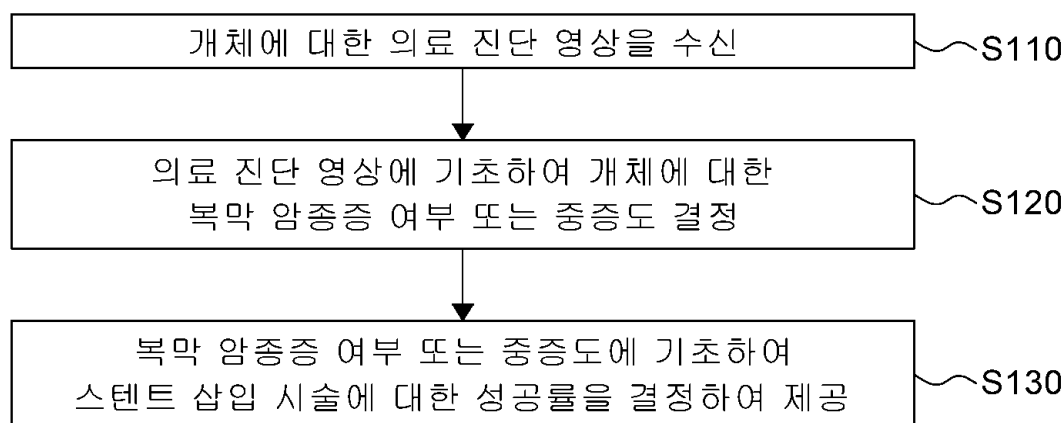 개체에 대한 의료 진단 영상을 수신
S110
의료 진단 영상에 기초하여 개체에 대한
복막 암종증 여부 또는 중증도 결정
S120
복막 암종증 여부 또는 중증도에 기초하여
스텐트 삽입 시술에 대한 성공률을 결정하여 제공
S130